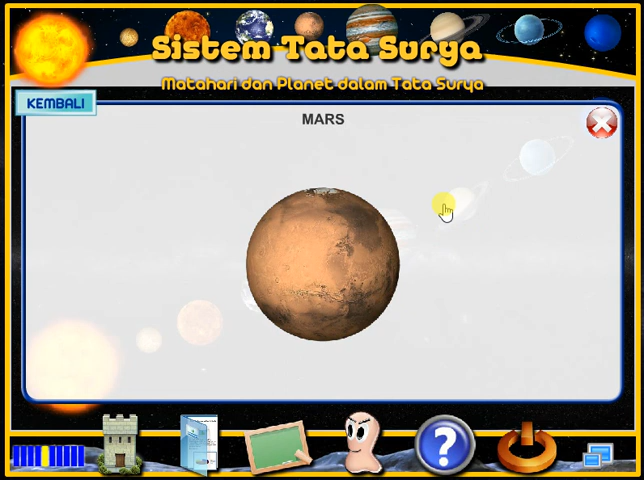 Sistem Tata Surya
Matahari dan Planet dalam Tata Surya
KEMBALI
MARS
?